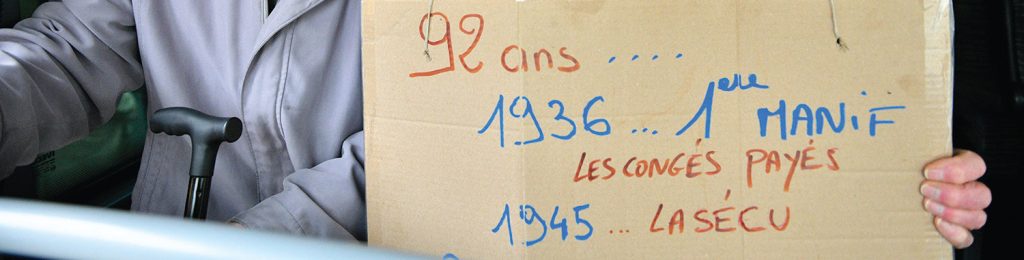 92 ans ....
1936 ... 1ère MANiF
LES CONGÉS PAYÉS
1945 ... LA SÉCU